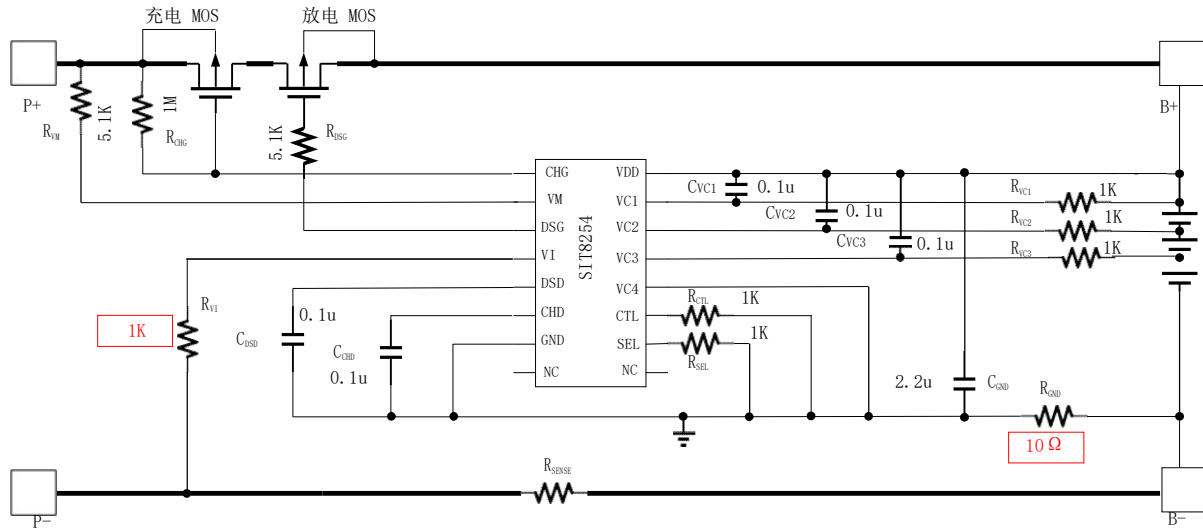 充电 MOS
放电 MOS
P+
B+
RVM
5.1K
1M
RCHG
5.1K
RDSG
CHG
VM
DSG
VI
DSD
CHD
GND
NC
SIT8254
VDD
VC1
VC2
VC3
VC4
CTL
SEL
NC
CVC1
0.1u
CVC2
0.1u
CVC3
0.1u
RVC1
1K
RVC2
1K
RVC3
1K
RVI
1K
0.1u
CDSD
CCHD
0.1u
RCTL
1K
1K
RSEL
2.2u
CGND
RGND
10Ω
RSENSE
P-
B-